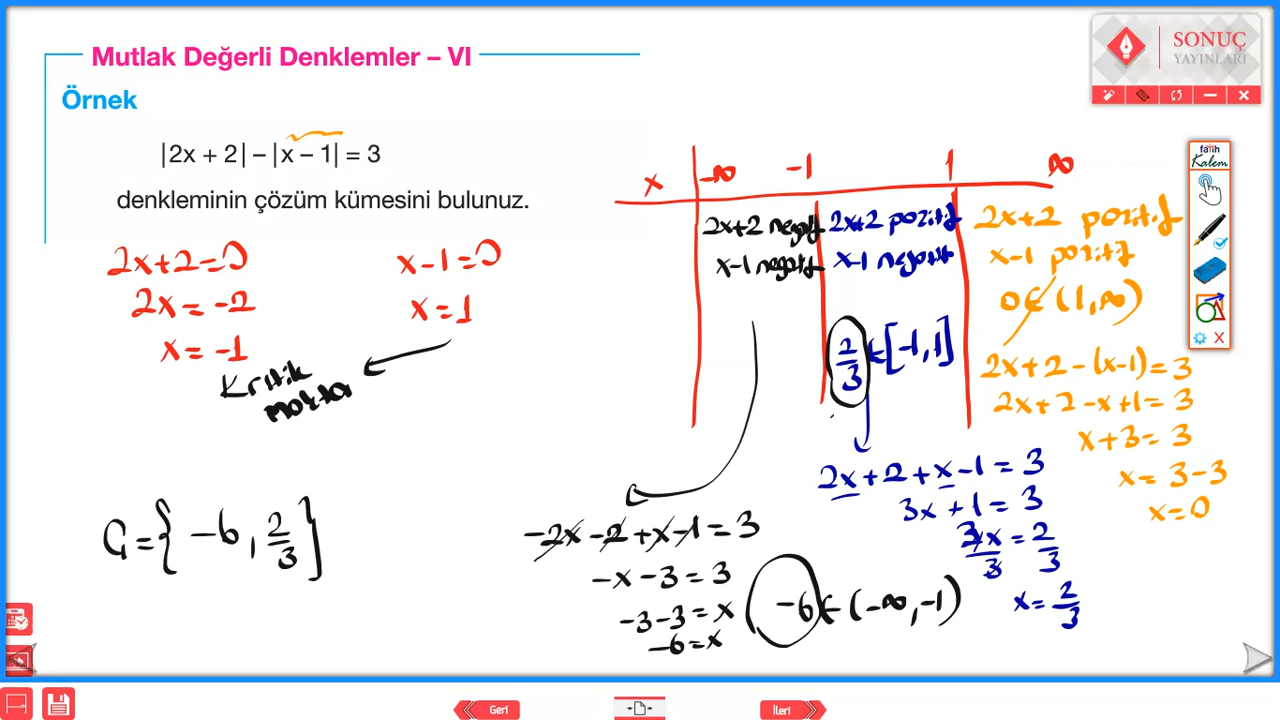 Mutlak Değerli Denklemler – VI
SONUÇ
YAYINLARI
Örnek
|2x + 2| – |x – 1| = 3
denkleminin çözüm kümesini bulunuz.
fatih
Kalem
2x+2=0
2x = -2
x = -1
x-1=0
x=1
Kritik
noktalar
x -∞ -1 1 ∞
2x+2 negatif
x-1 negatif
2x+2 pozitif
x-1 negatif
2/3 ∈ [-1,1]
2x+2 pozitif
x-1 pozitif
0 ∉ (1,∞)
2x+2-(x-1)=3
2x+2-x+1=3
x+3=3
x=3-3
x=0
2x+2+x-1=3
3x+1=3
3x/3 = 2/3
x=2/3
-2x-2+x-1=3
-x-3=3
-3-3=x
-6=x
-6 ∈ (-∞,-1)
Ç={-6, 2/3}
Geri
İleri